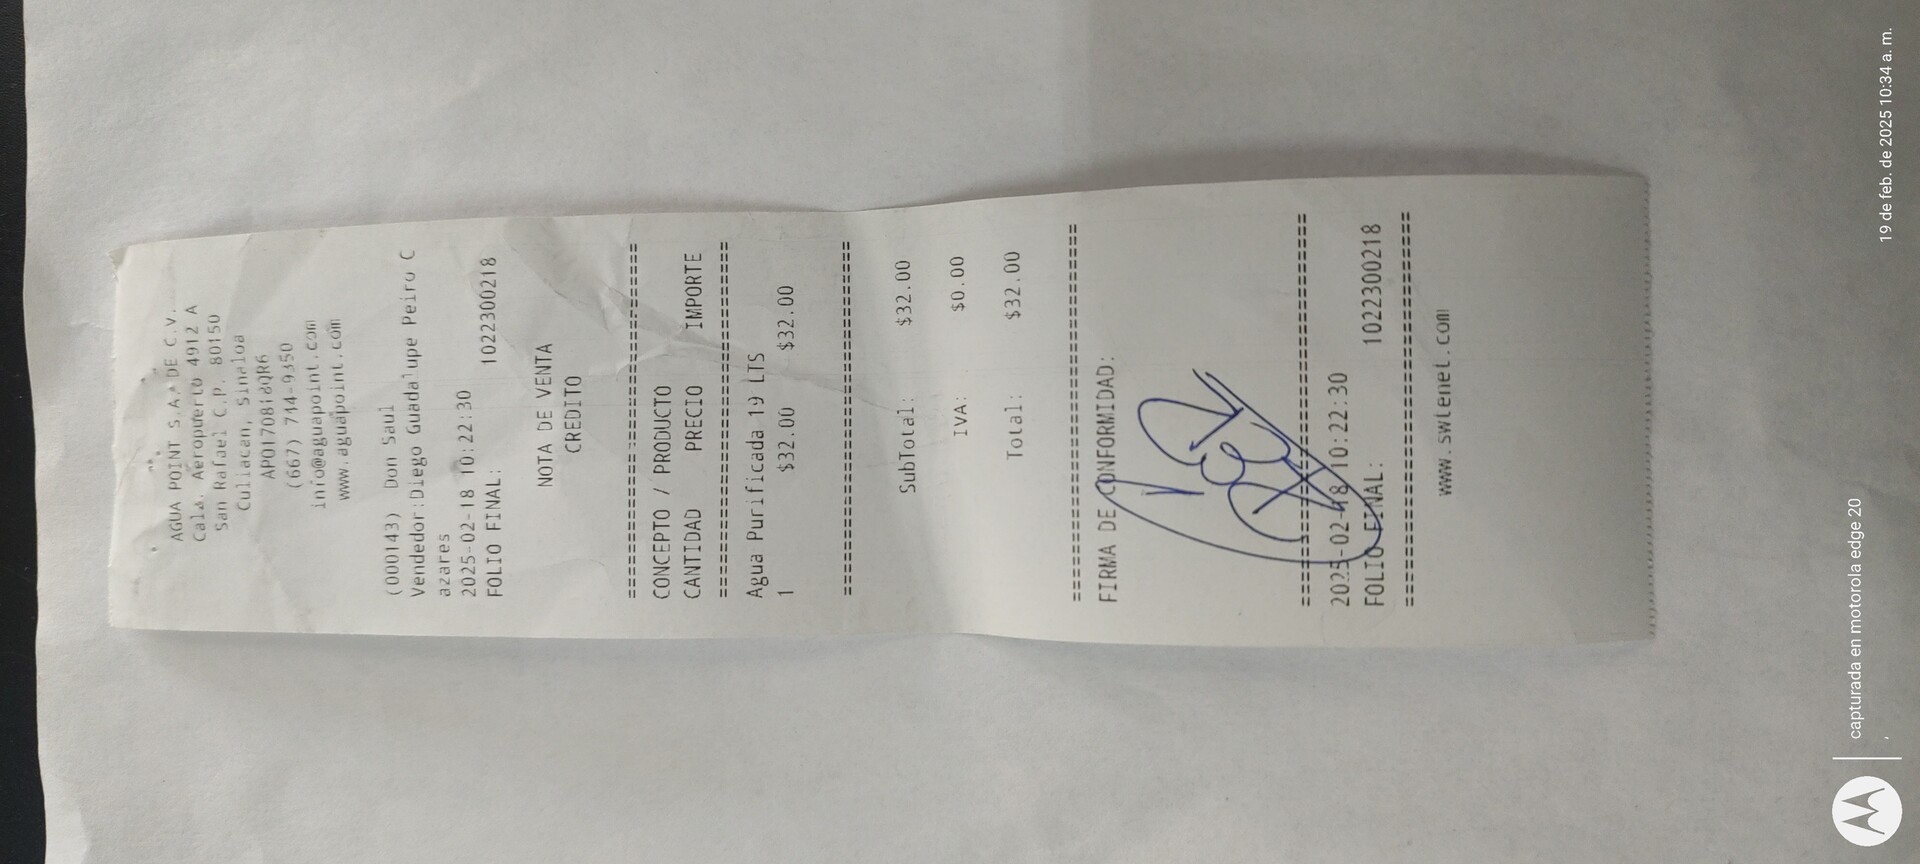 AGUA POINT S.A. DE C.V.
Calz. Aeropuerto 4912 A
San Rafael C.P. 80150
Culiacan, Sinaloa
(667) 744-9350
info@aguapoint.com
www.aguapoint.com
(000143) Don Saul
Vendedor:Diego Guadalupe Peiro C
azares
2025-02-18 10:22:30
FOLIO FINAL: 1022300218
NOTA DE VENTA
CREDITO
================================
CONCEPTO / PRODUCTO
CANTIDAD PRECIO IMPORTE
================================
Agua Purificada 19 LTS
1 $32.00 $32.00
================================
SubTotal: $32.00
IVA: $0.00
Total: $32.00
================================
FIRMA DE CONFORMIDAD:
================================
2025-02-18 10:22:30
FOLIO FINAL: 1022300218
================================
www.swtenet.com
capturada en motorola edge 20
19 de feb. de 2025 10:34 a. m.